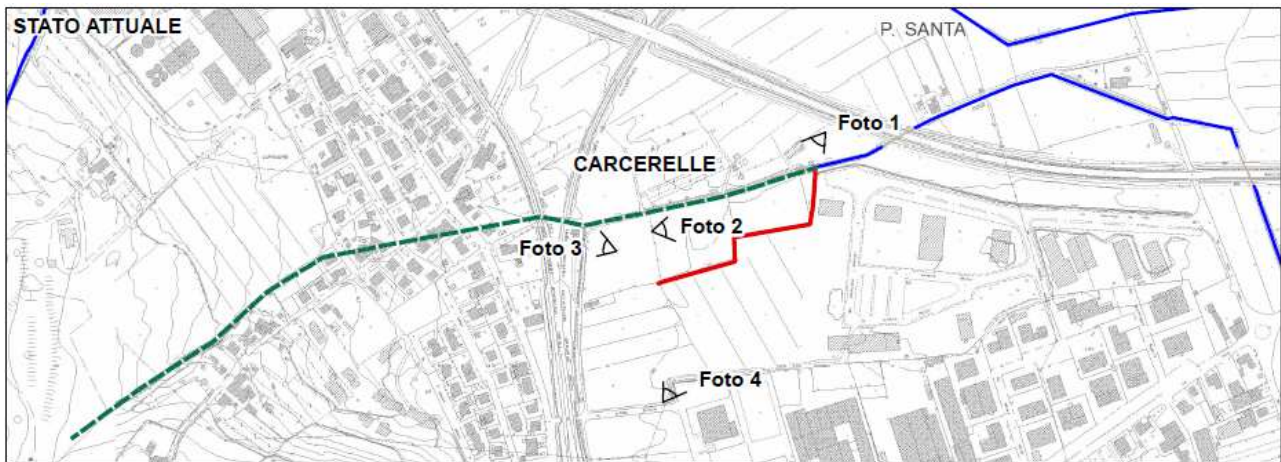 STATO ATTUALE
P. SANTA
Foto 1
CARCERELLE
Foto 2
Foto 3
Foto 4